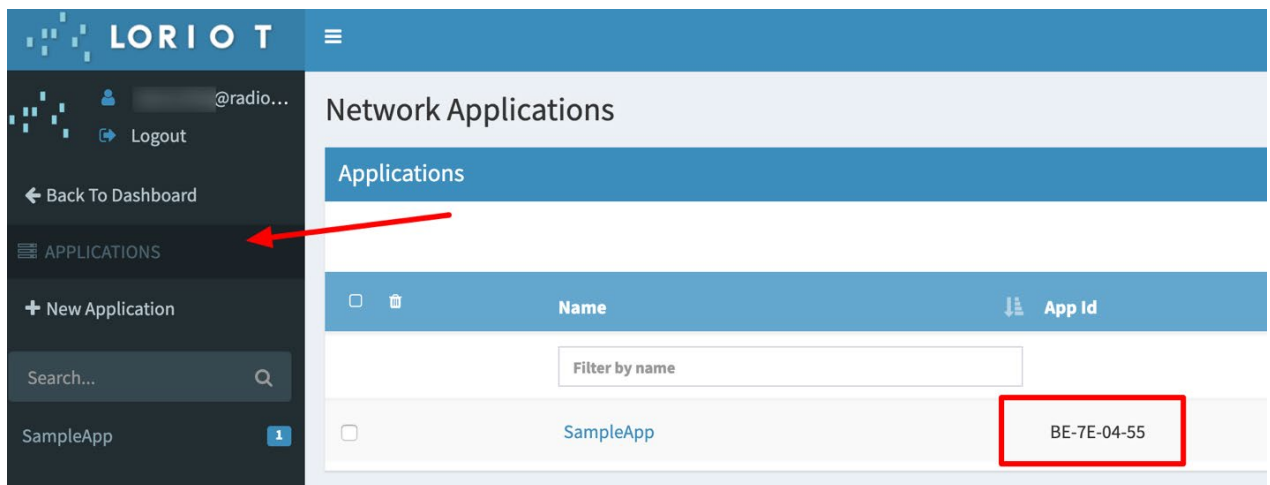 LORIOT
@radio...
Logout
Back To Dashboard
APPLICATIONS
New Application
Search...
SampleApp 1
Network Applications
Applications
Name App Id
Filter by name
SampleApp BE-7E-04-55